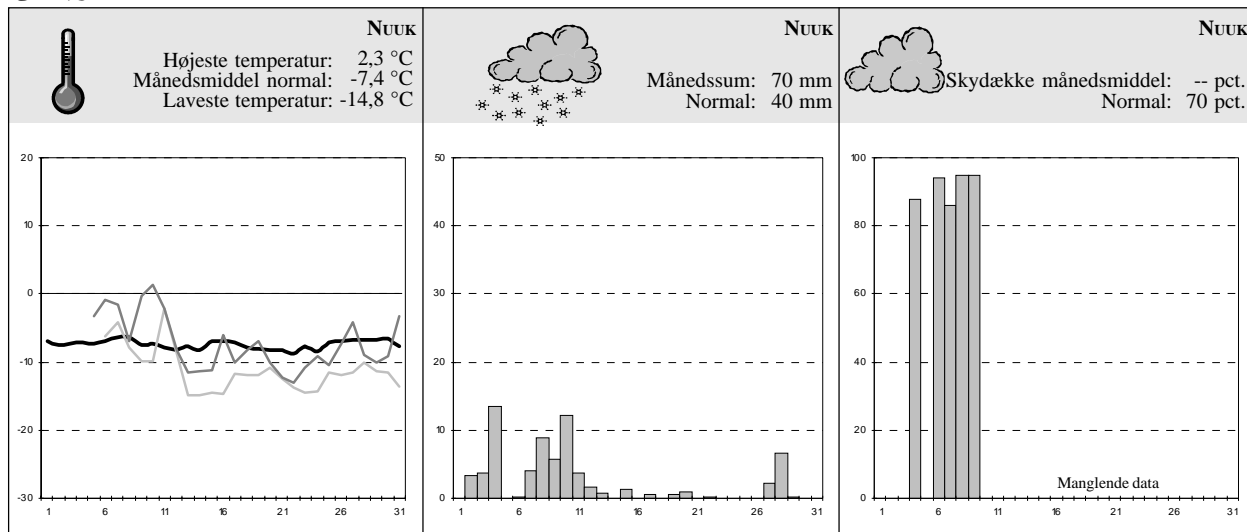 NUUK
Højeste temperatur: 2,3 °C
Månedsmiddel normal: -7,4 °C
Laveste temperatur: -14,8 °C
20
10
0
-10
-20
-30
1 6 11 16 21 26 31
NUUK
Månedssum: 70 mm
Normal: 40 mm
50
40
30
20
10
0
1 6 11 16 21 26 31
NUUK
Skydække månedsmiddel: -- pct.
Normal: 70 pct.
100
80
60
40
20
0
Manglende data
1 6 11 16 21 26 31